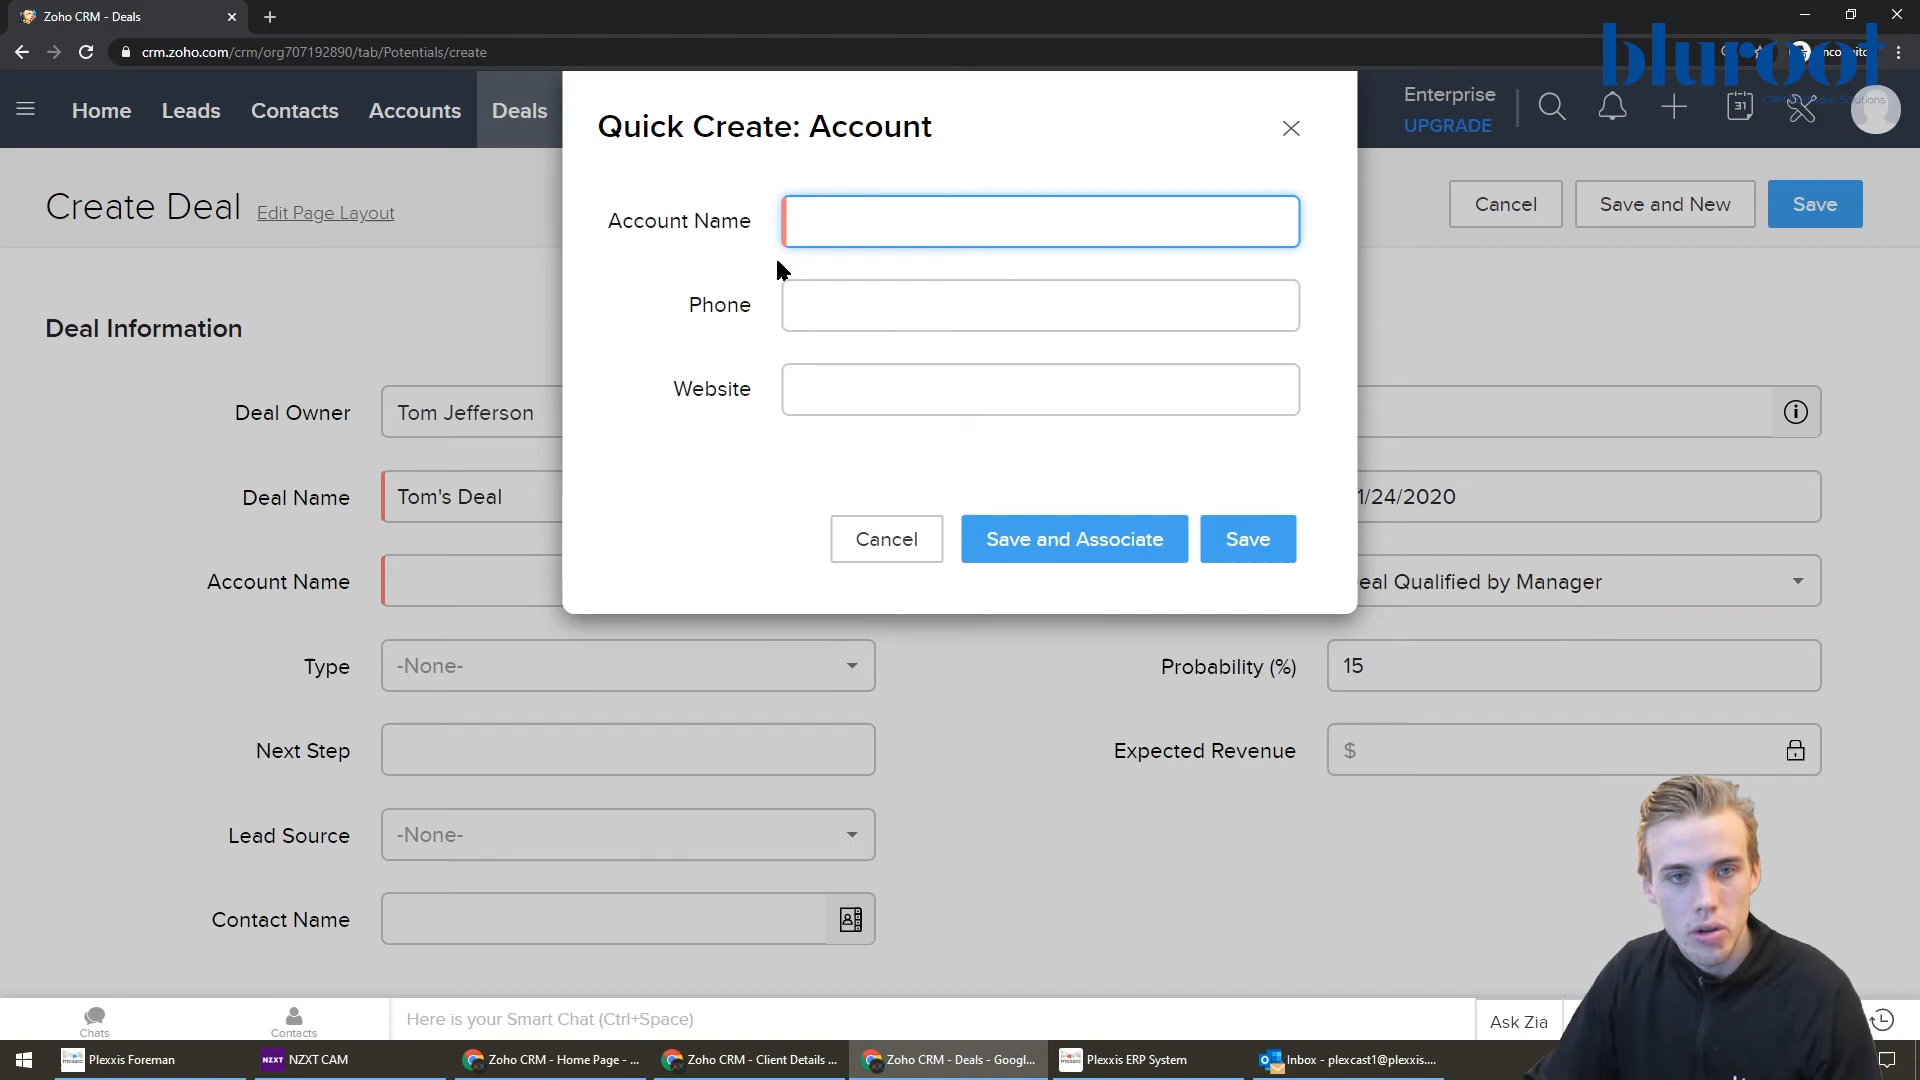 Zoho CRM - Deals
crm.zoho.com/crm/org707192890/tab/Potentials/create
bluroot
Home
Leads
Contacts
Accounts
Deals
Enterprise
UPGRADE
31
Quick Create: Account
Account Name
Phone
Website
Cancel
Save and Associate
Save
Create Deal
Edit Page Layout
Cancel
Save and New
Save
Deal Information
Deal Owner
Tom Jefferson
Deal Name
Tom's Deal
1/24/2020
Account Name
eal Qualified by Manager
Type
-None-
Probability (%)
15
Next Step
Expected Revenue
$
Lead Source
-None-
Contact Name
Chats
Contacts
Here is your Smart Chat (Ctrl+Space)
Ask Zia
Plexxis Foreman
NZXT
NZXT CAM
Zoho CRM - Home Page - ...
Zoho CRM - Client Details ...
Zoho CRM - Deals - Googl...
Plexxis ERP System
Inbox - plexcast1@plexxis....